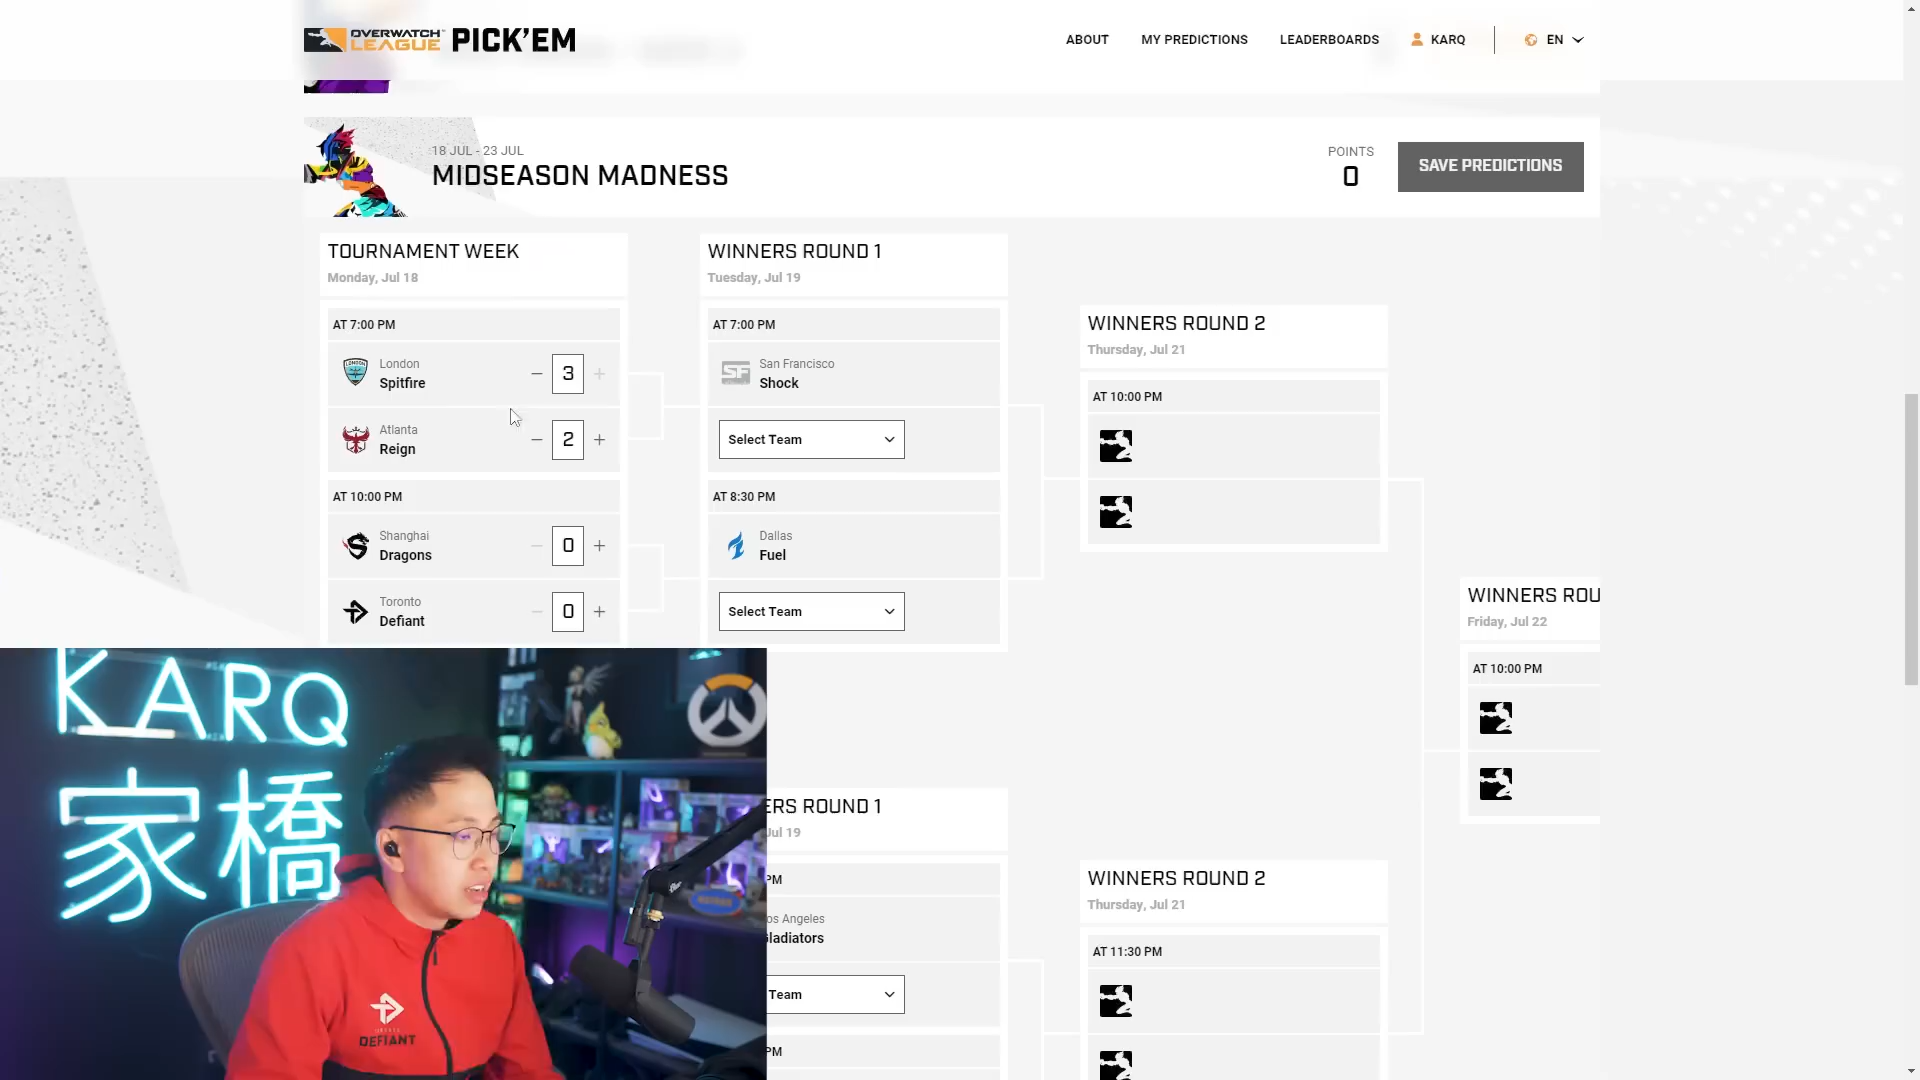 OVERWATCH
LEAGUE
PICK'EM
ABOUT
MY PREDICTIONS
LEADERBOARDS
KARQ
EN
18 JUL - 23 JUL
MIDSEASON MADNESS
POINTS
0
SAVE PREDICTIONS
TOURNAMENT WEEK
Monday, Jul 18
AT 7:00 PM
London
Spitfire
3
Atlanta
Reign
2
AT 10:00 PM
Shanghai
Dragons
0
Toronto
Defiant
0
WINNERS ROUND 1
Tuesday, Jul 19
AT 7:00 PM
SF
San Francisco
Shock
Select Team
AT 8:30 PM
Dallas
Fuel
Select Team
WINNERS ROUND 2
Thursday, Jul 21
AT 10:00 PM
WINNERS ROU
Friday, Jul 22
AT 10:00 PM
ERS ROUND 1
Jul 19
PM
os Angeles
Gladiators
Team
PM
WINNERS ROUND 2
Thursday, Jul 21
AT 11:30 PM
KARQ
家橋
DEFIANT